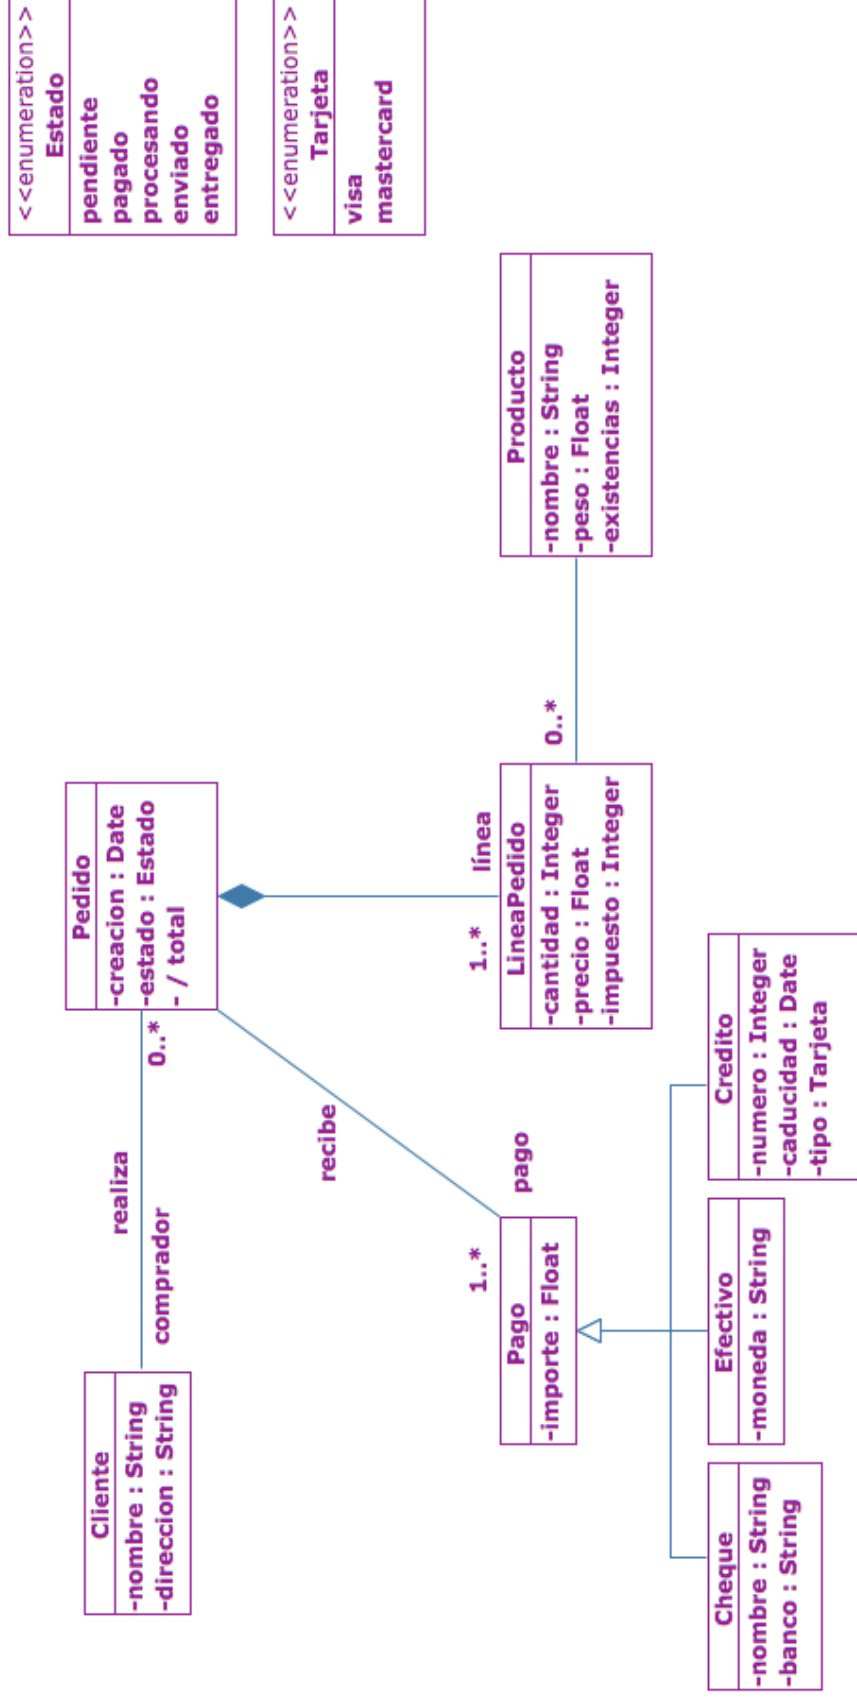 Cliente
-nombre : String
-direccion : String
realiza
comprador
0..*
Pedido
-creacion : Date
-estado : Estado
- / total
<<enumeration>>
Estado
pendiente
pagado
procesando
enviado
entregado
<<enumeration>>
Tarjeta
visa
mastercard
recibe
1..*
pago
Pago
-importe : Float
1..*
línea
LineaPedido
-cantidad : Integer
-precio : Float
-impuesto : Integer
0..*
Producto
-nombre : String
-peso : Float
-existencias : Integer
Cheque
-nombre : String
-banco : String
Efectivo
-moneda : String
Credito
-numero : Integer
-caducidad : Date
-tipo : Tarjeta